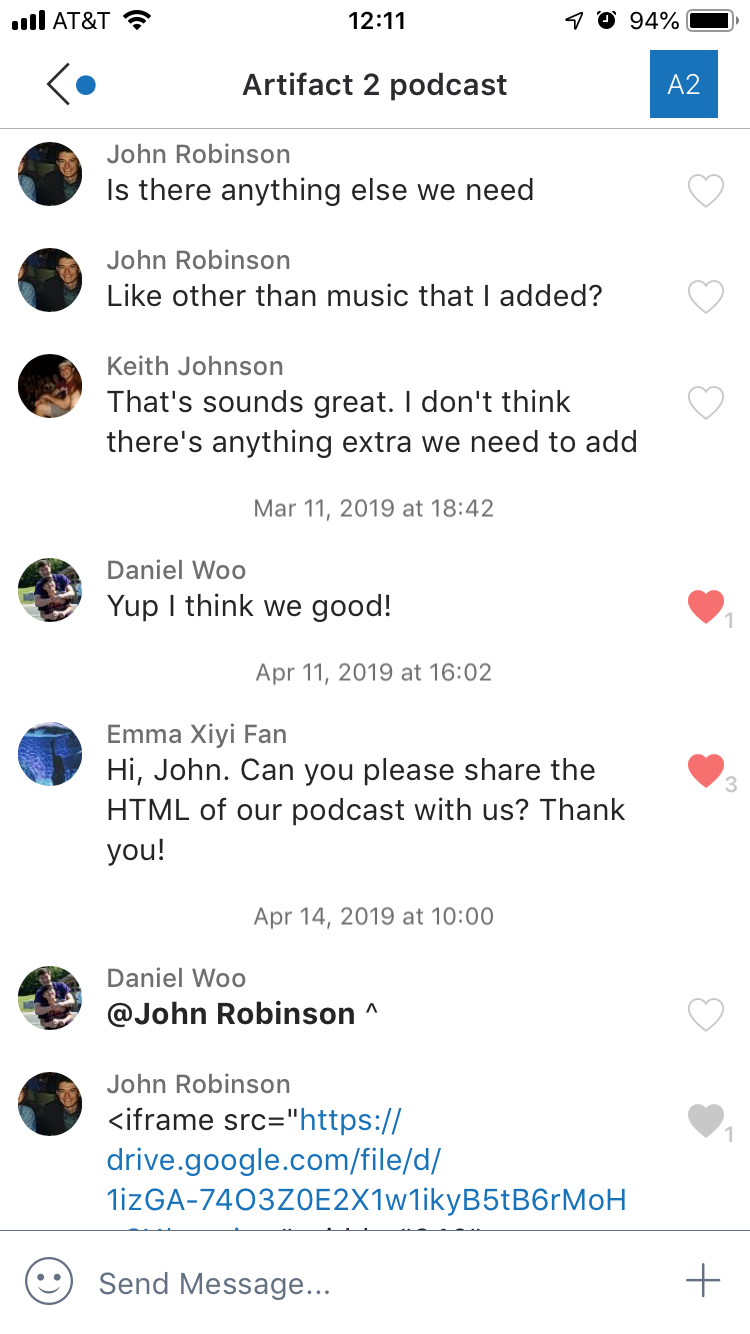 AT&T 12:11 94%
Artifact 2 podcast A2
John Robinson
Is there anything else we need
John Robinson
Like other than music that I added?
Keith Johnson
That's sounds great. I don't think
there's anything extra we need to add
Mar 11, 2019 at 18:42
Daniel Woo
Yup I think we good!
1
Apr 11, 2019 at 16:02
Emma Xiyi Fan
Hi, John. Can you please share the
3
HTML of our podcast with us? Thank
you!
Apr 14, 2019 at 10:00
Daniel Woo
@John Robinson ^
John Robinson
<iframe src="https://
1
drive.google.com/file/d/
1izGA-74O3Z0E2X1w1ikyB5tB6rMoH
Send Message...